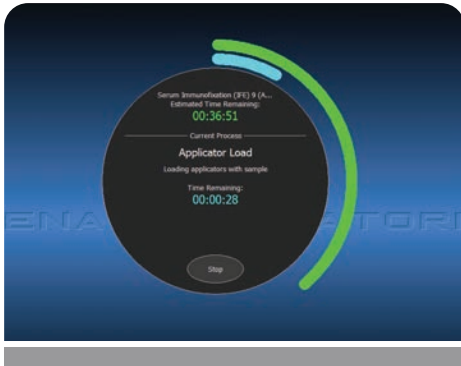 Serum Immunofixation (IFE) 9 (A...
Estimated Time Remaining:
00:36:51
Current Process
Applicator Load
Loading applicators with sample
Time Remaining:
00:00:28
Stop